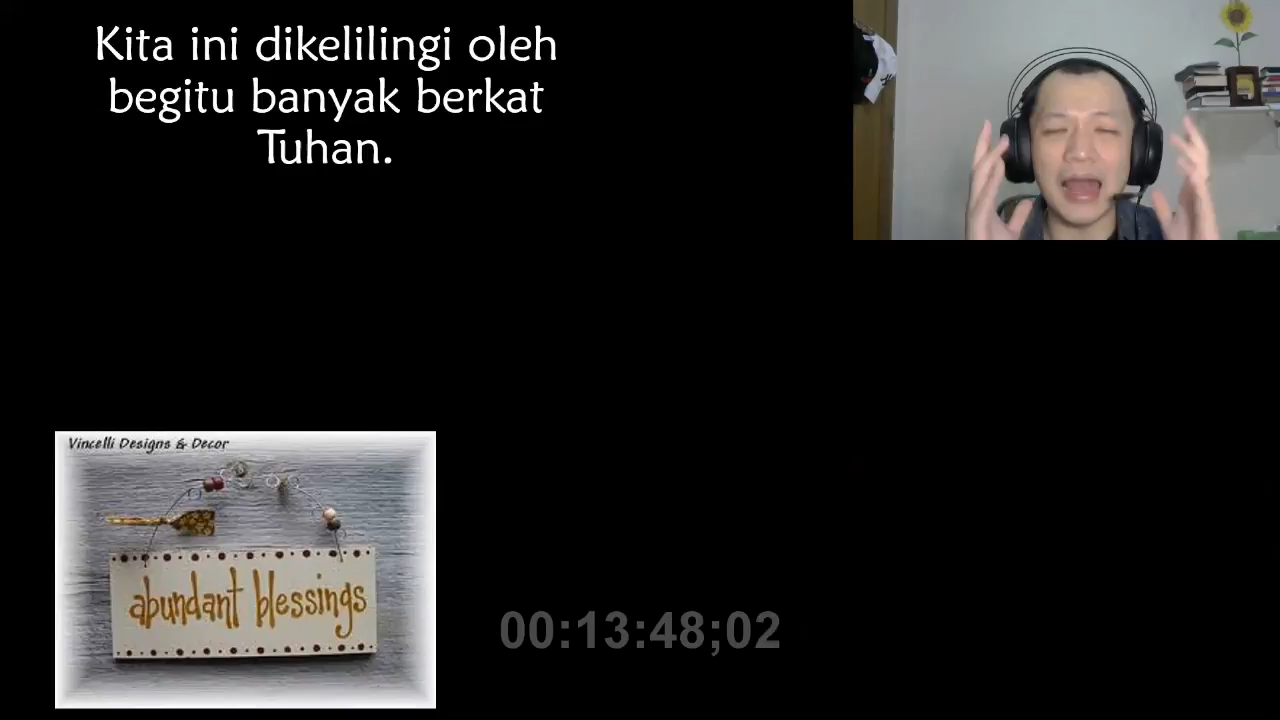 Kita ini dikelilingi oleh
begitu banyak berkat
Tuhan.
Vincelli Designs & Decor
abundant blessings
00:13:48;02